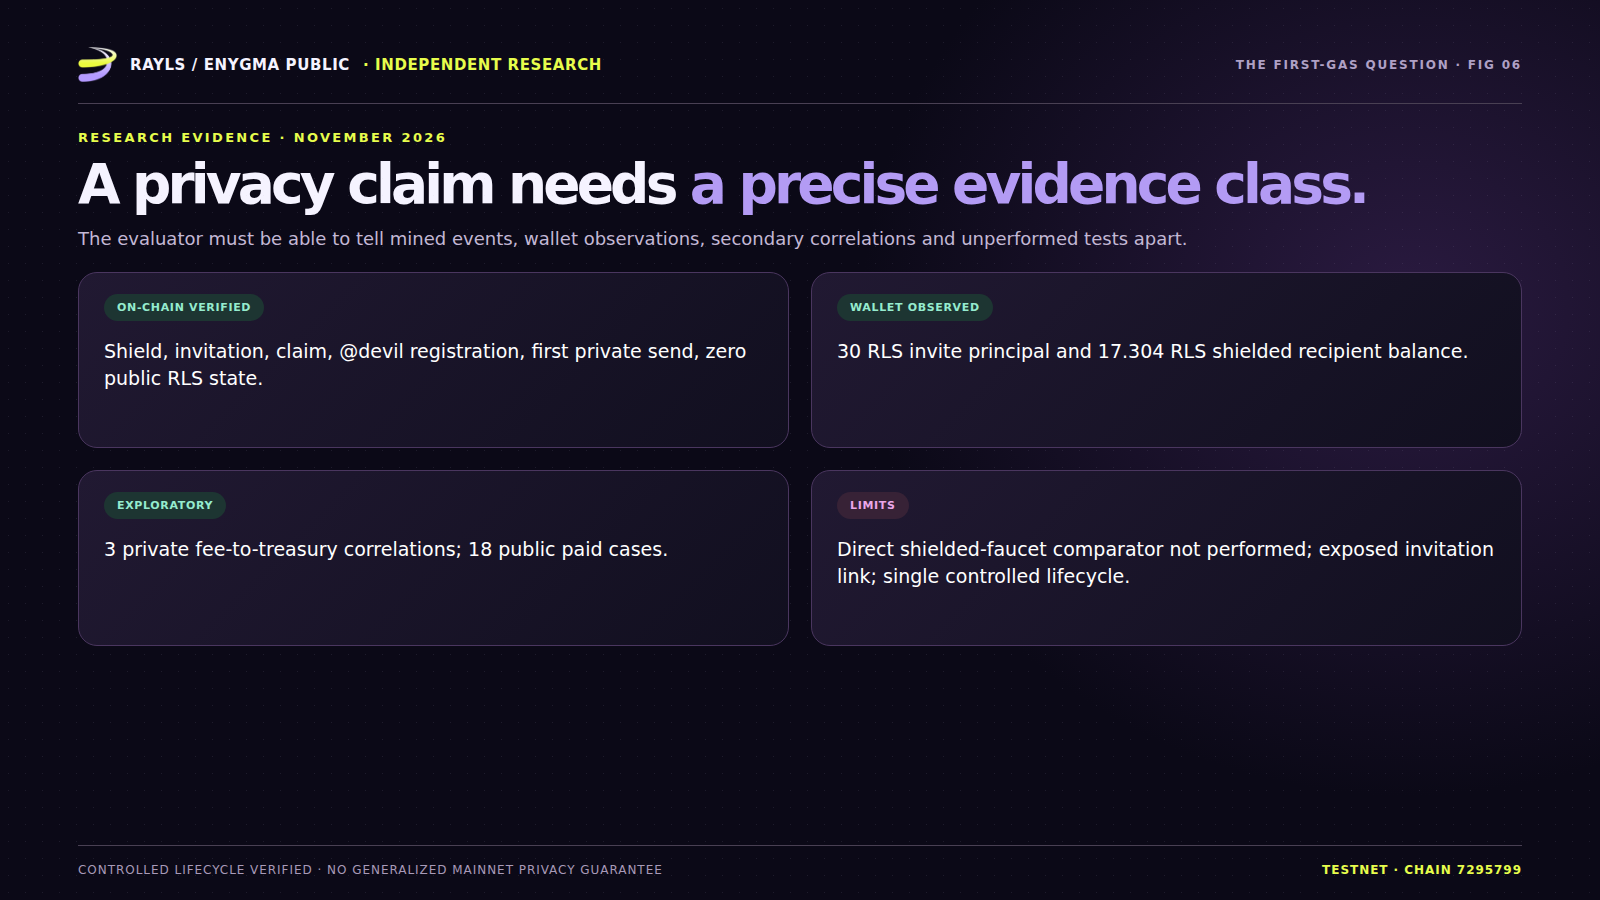 RAYLS / ENYGMA PUBLIC · INDEPENDENT RESEARCH
THE FIRST-GAS QUESTION · FIG 06
RESEARCH EVIDENCE · NOVEMBER 2026
A privacy claim needs a precise evidence class.
The evaluator must be able to tell mined events, wallet observations, secondary correlations and unperformed tests apart.
ON-CHAIN VERIFIED
Shield, invitation, claim, @devil registration, first private send, zero
public RLS state.
WALLET OBSERVED
30 RLS invite principal and 17.304 RLS shielded recipient balance.
EXPLORATORY
3 private fee-to-treasury correlations; 18 public paid cases.
LIMITS
Direct shielded-faucet comparator not performed; exposed invitation
link; single controlled lifecycle.
CONTROLLED LIFECYCLE VERIFIED · NO GENERALIZED MAINNET PRIVACY GUARANTEE
TESTNET · CHAIN 7295799